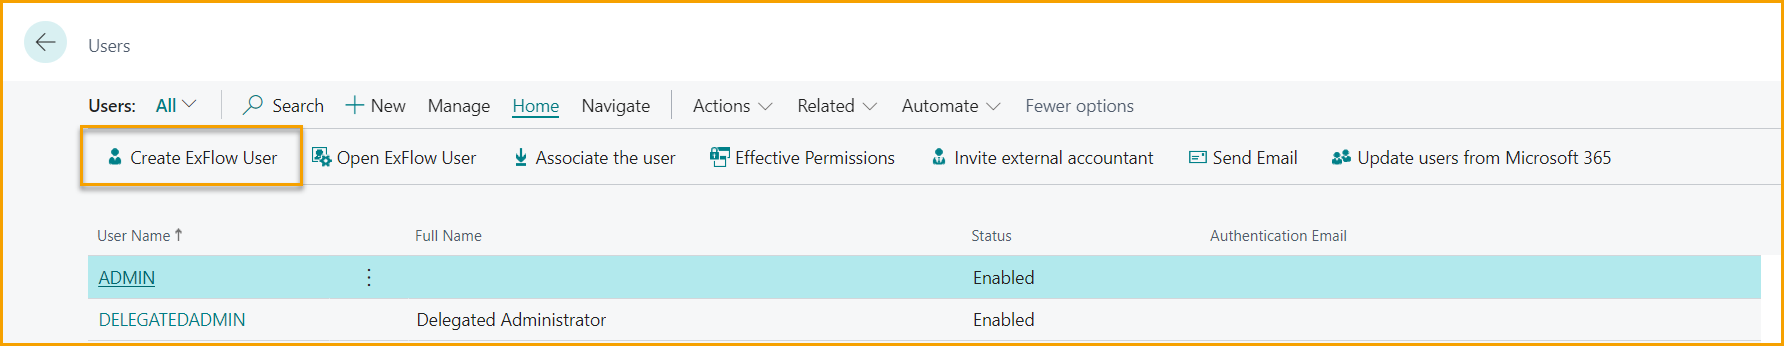 Users
Users: All Search New Manage Home Navigate Actions Related Automate Fewer options
Create ExFlow User Open ExFlow User Associate the user Effective Permissions Invite external accountant Send Email Update users from Microsoft 365
User Name Full Name Status Authentication Email
ADMIN Enabled
DELEGATEDADMIN Delegated Administrator Enabled